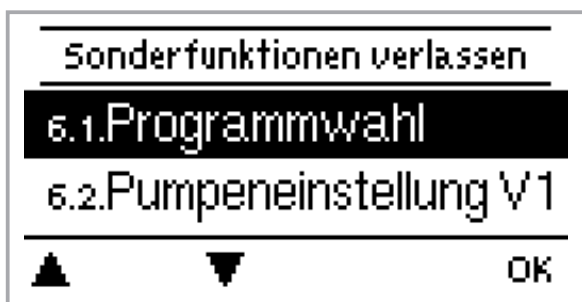 Sonderfunktionen verlassen
6.1.Programmwahl
6.2.Pumpeneinstellung V1
OK